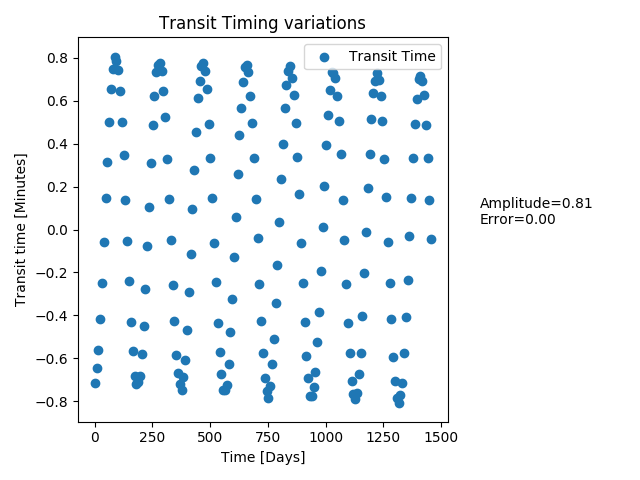 Transit Timing variations
Transit Time
Transit time [Minutes]
0.8
0.6
0.4
0.2
0.0
−0.2
−0.4
−0.6
−0.8
0
250
500
750
1000
1250
1500
Time [Days]
Amplitude=0.81
Error=0.00